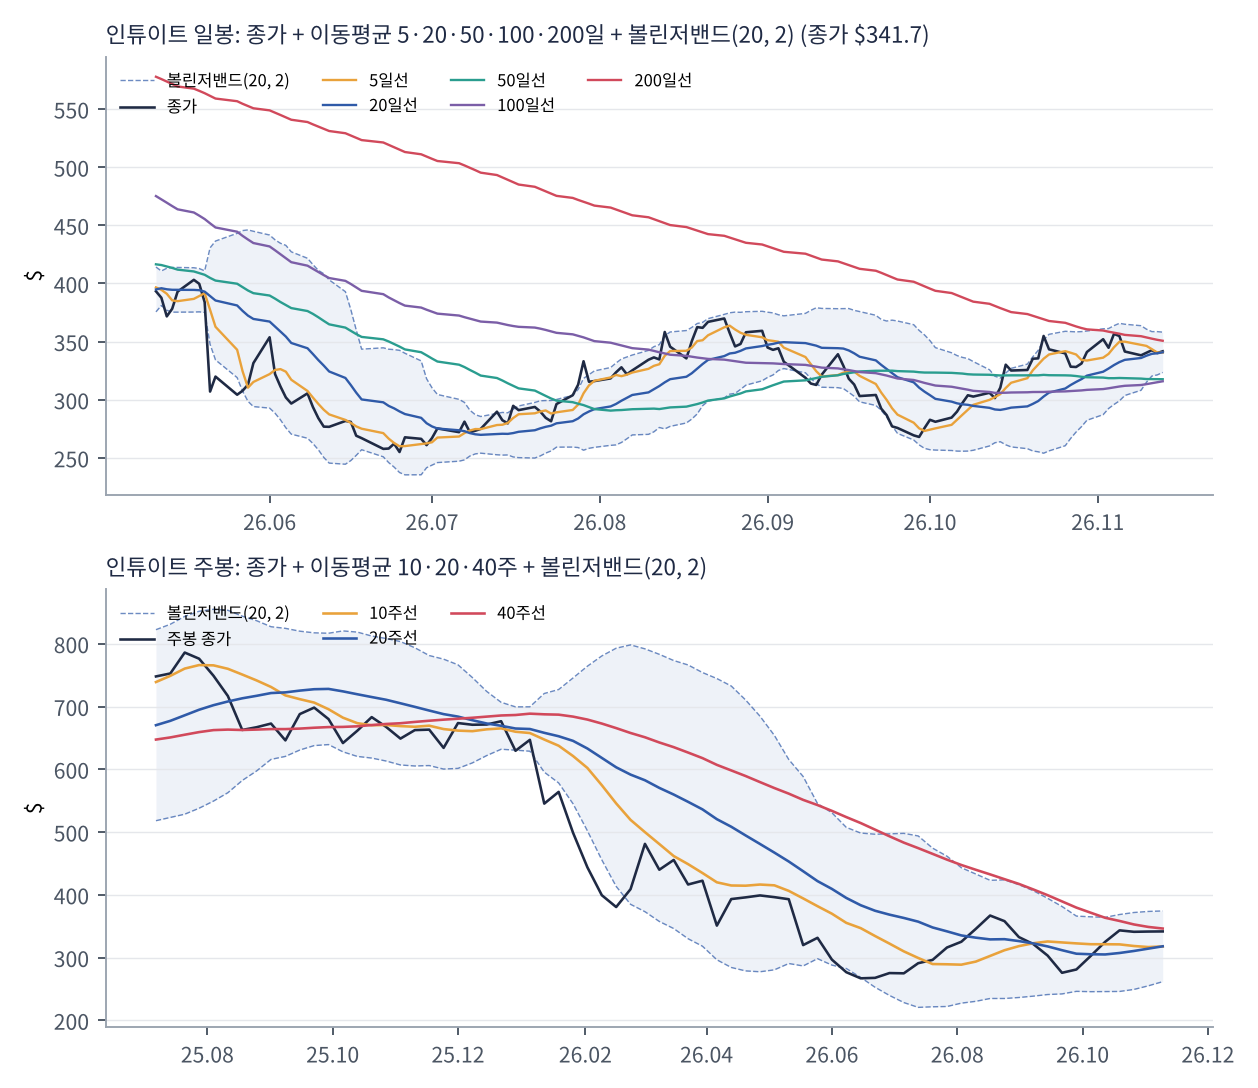 인튜이트 일봉: 종가 + 이동평균 5·20·50·100·200일 + 볼린저밴드(20, 2) (종가 $341.7)
볼린저밴드(20, 2) 5일선 50일선 200일선
종가 20일선 100일선
550
500
450
400
350
300
250
$
26.06 26.07 26.08 26.09 26.10 26.11
인튜이트 주봉: 종가 + 이동평균 10·20·40주 + 볼린저밴드(20, 2)
볼린저밴드(20, 2) 10주선 40주선
주봉 종가 20주선
800
700
600
500
400
300
200
$
25.08 25.10 25.12 26.02 26.04 26.06 26.08 26.10 26.12